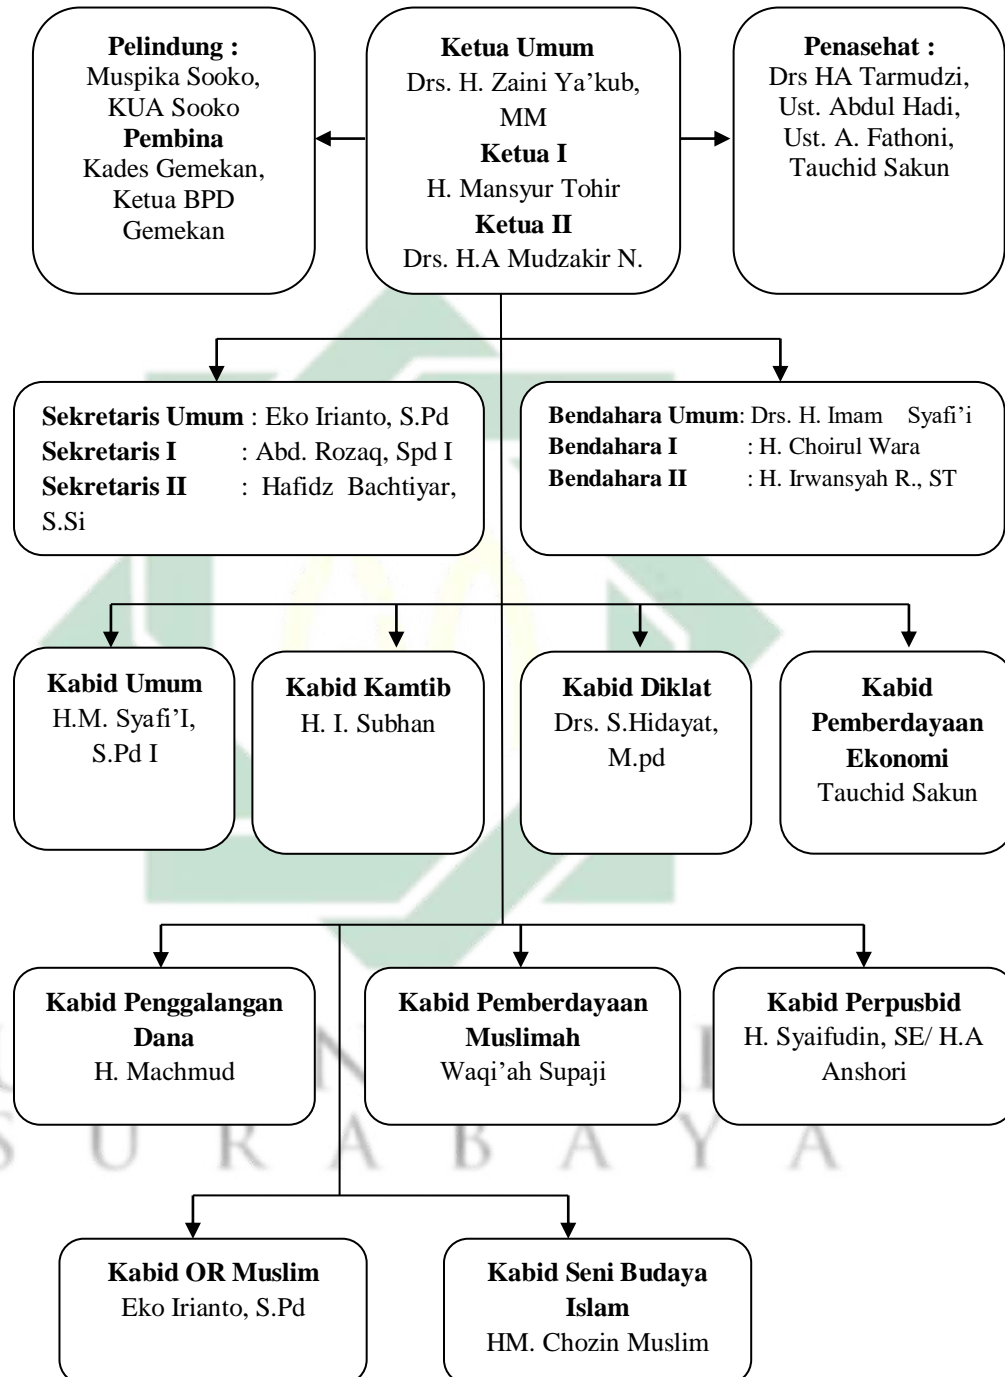 Pelindung :
Muspika Sooko,
KUA Sooko
Pembina
Kades Gemekan,
Ketua BPD
Gemekan
Ketua Umum
Drs. H. Zaini Ya’kub,
MM
Ketua I
H. Mansyur Tohir
Ketua II
Drs. H.A Mudzakir N.
Penasehat :
Drs HA Tarmudzi,
Ust. Abdul Hadi,
Ust. A. Fathoni,
Tauchid Sakun
Sekretaris Umum : Eko Irianto, S.Pd
Sekretaris I : Abd. Rozaq, Spd I
Sekretaris II : Hafidz Bachtiyar,
S.Si
Bendahara Umum: Drs. H. Imam Syafi’i
Bendahara I : H. Choirul Wara
Bendahara II : H. Irwansyah R., ST
Kabid Umum
H.M. Syafi’I,
S.Pd I
Kabid Kamtib
H. I. Subhan
Kabid Diklat
Drs. S.Hidayat,
M.pd
Kabid
Pemberdayaan
Ekonomi
Tauchid Sakun
Kabid Penggalangan
Dana
H. Machmud
Kabid Pemberdayaan
Muslimah
Waqi’ah Supaji
Kabid Perpusbid
H. Syaifudin, SE/ H.A
Anshori
SURABAYA
Kabid OR Muslim
Eko Irianto, S.Pd
Kabid Seni Budaya
Islam
HM. Chozin Muslim